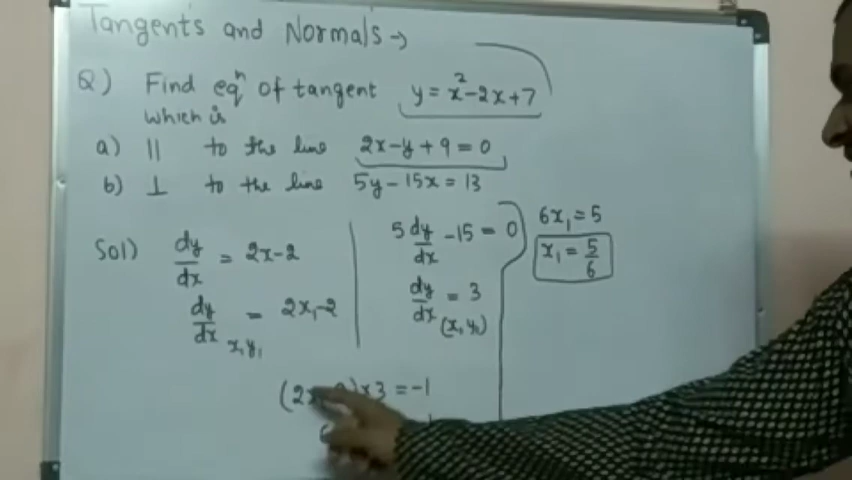 Tangents and Normals →
Q) Find eqn of tangent y = x² - 2x + 7
which is
a) || to the line 2x - y + 9 = 0
b) ⊥ to the line 5y - 15x = 13
Sol) dy/dx = 2x - 2
dy/dx x₁y₁ = 2x₁ - 2
5 dy/dx - 15 = 0
dy/dx (x₁y₁) = 3
(2x )x3 = -1
6x₁ = 5
x₁ = 5/6